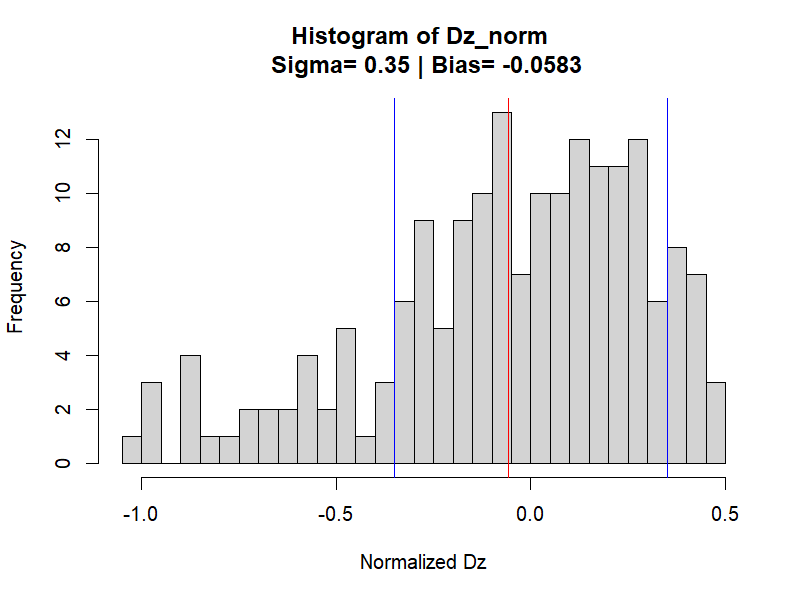 Histogram of Dz_norm
Sigma= 0.35 | Bias= -0.0583
Frequency
12
10
8
6
4
2
0
-1.0 -0.5 0.0 0.5
Normalized Dz